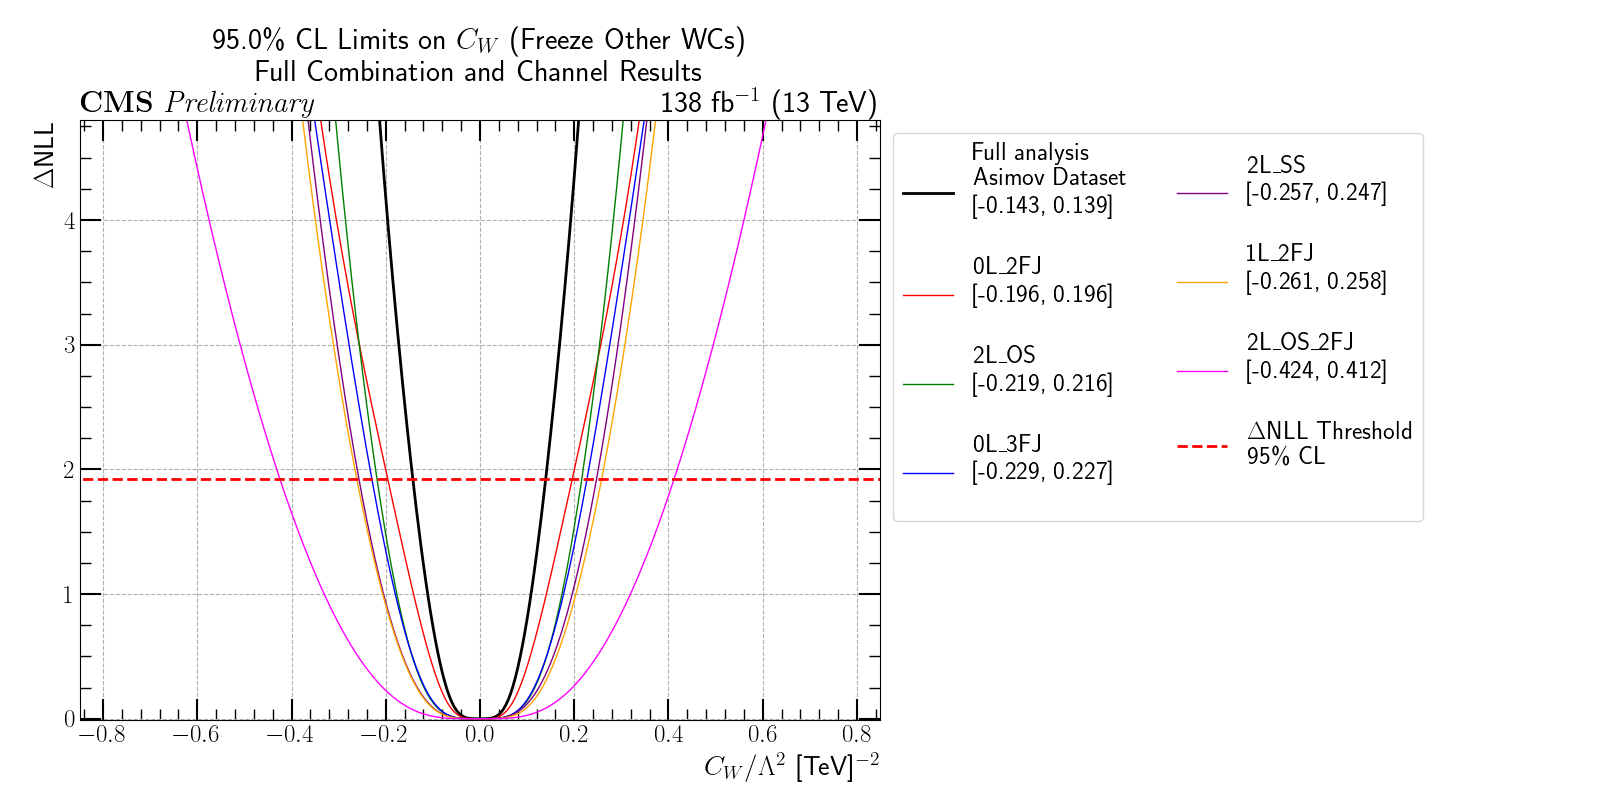 95.0% CL Limits on C_W (Freeze Other WCs)
Full Combination and Channel Results
CMS Preliminary
138 fb⁻¹ (13 TeV)
ΔNLL
4
3
2
1
0
−0.8
−0.6
−0.4
−0.2
0.0
0.2
0.4
0.6
0.8
C_W/Λ² [TeV]⁻²
Full analysis
Asimov Dataset
[-0.143, 0.139]
0L_2FJ
[-0.196, 0.196]
2L_OS
[-0.219, 0.216]
0L_3FJ
[-0.229, 0.227]
2L_SS
[-0.257, 0.247]
1L_2FJ
[-0.261, 0.258]
2L_OS_2FJ
[-0.424, 0.412]
ΔNLL Threshold
95% CL